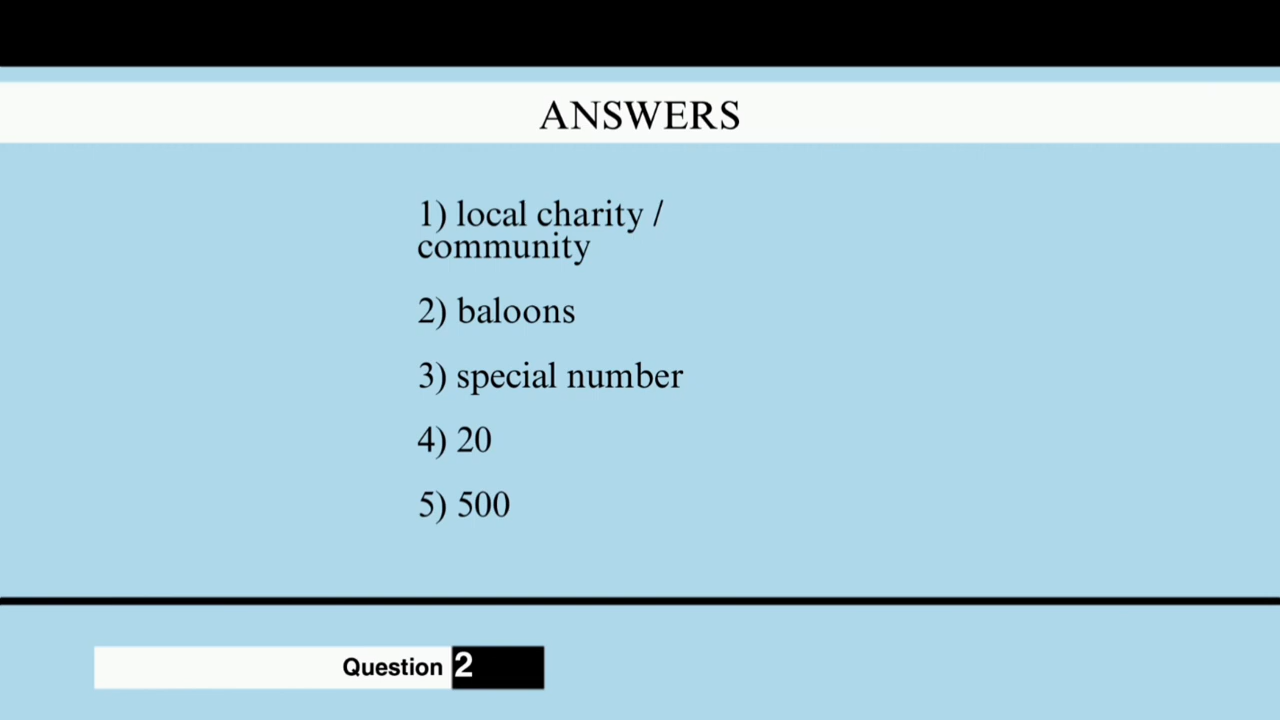 ANSWERS
1) local charity /
community
2) baloons
3) special number
4) 20
5) 500
Question 2